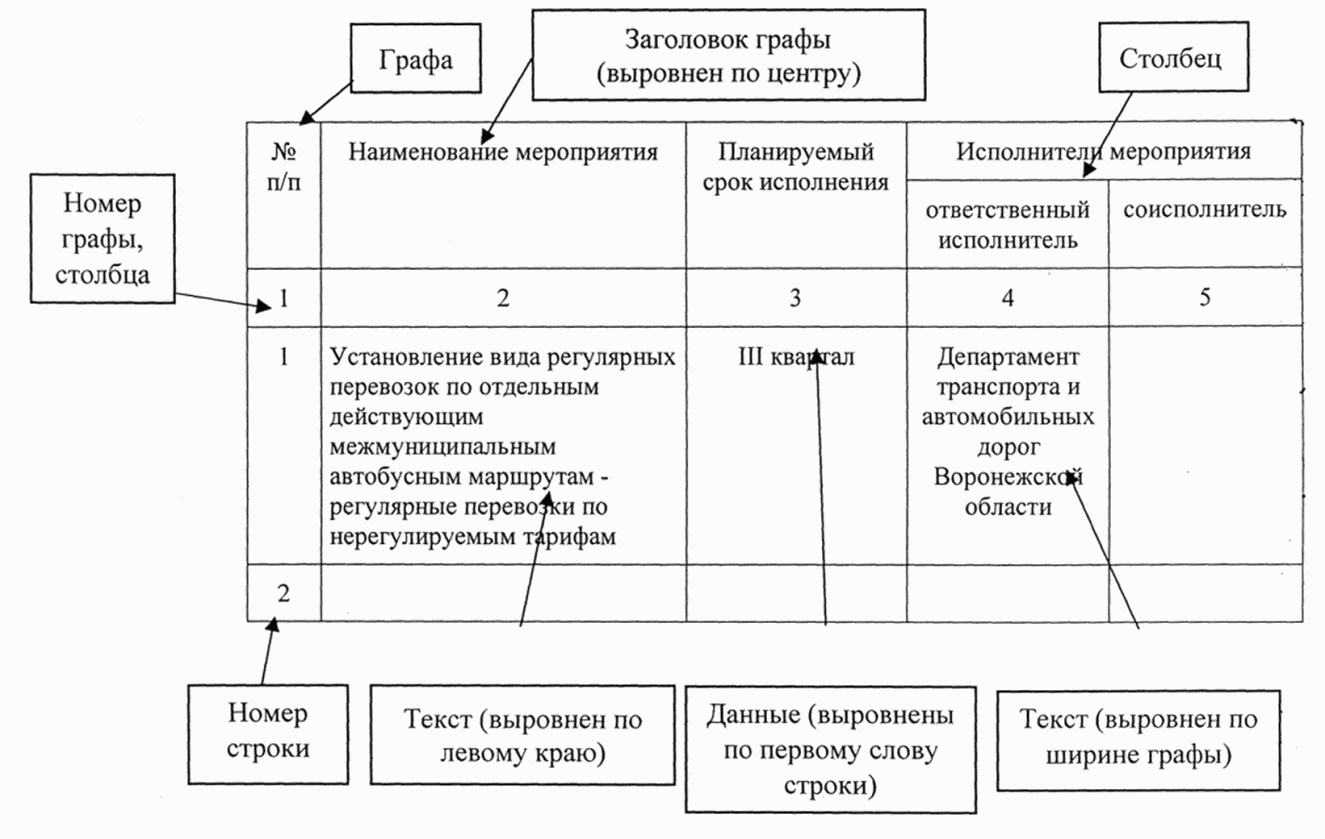 Графа
Заголовок графы
(выровнен по центру)
Столбец
Номер
графы,
столбца
№
п/п
Наименование мероприятия
Планируемый
срок исполнения
Исполнители мероприятия
ответственный
исполнитель
соисполнитель
1
2
3
4
5
1
Установление вида регулярных
перевозок по отдельным
действующим
межмуниципальным
автобусным маршрутам -
регулярные перевозки по
нерегулируемым тарифам
III квартал
Департамент
транспорта и
автомобильных
дорог
Воронежской
области
2
Номер
строки
Текст (выровнен по
левому краю)
Данные (выровнены
по первому слову
строки)
Текст (выровнен по
ширине графы)